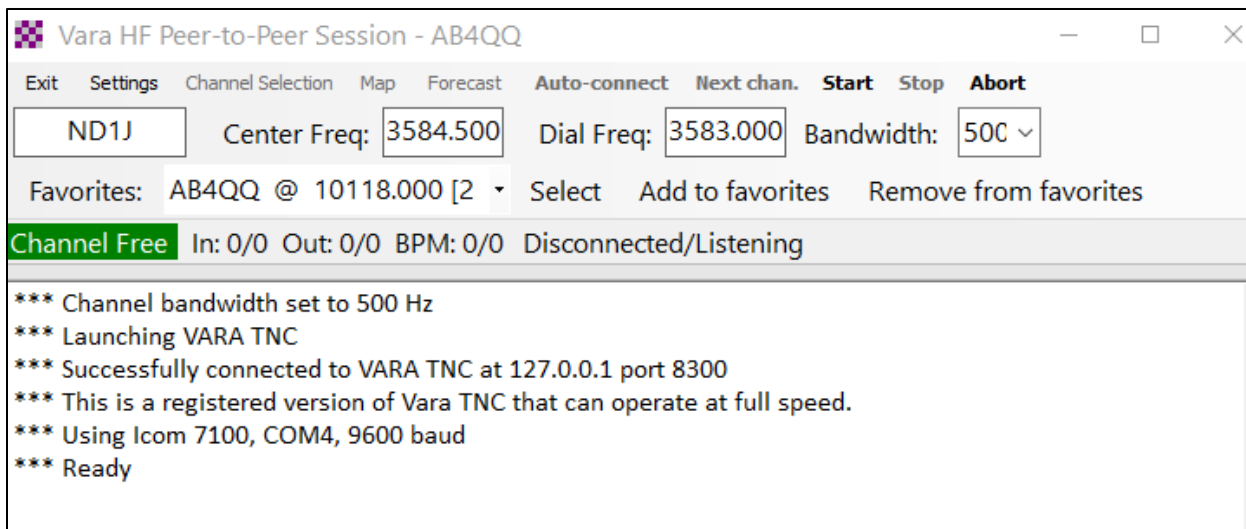 Vara HF Peer-to-Peer Session - AB4QQ
Exit Settings Channel Selection Map Forecast Auto-connect Next chan. Start Stop Abort
ND1J Center Freq: 3584.500 Dial Freq: 3583.000 Bandwidth: 500
Favorites: AB4QQ @ 10118.000 [2 Select Add to favorites Remove from favorites
Channel Free In: 0/0 Out: 0/0 BPM: 0/0 Disconnected/Listening
*** Channel bandwidth set to 500 Hz
*** Launching VARA TNC
*** Successfully connected to VARA TNC at 127.0.0.1 port 8300
*** This is a registered version of Vara TNC that can operate at full speed.
*** Using Icom 7100, COM4, 9600 baud
*** Ready